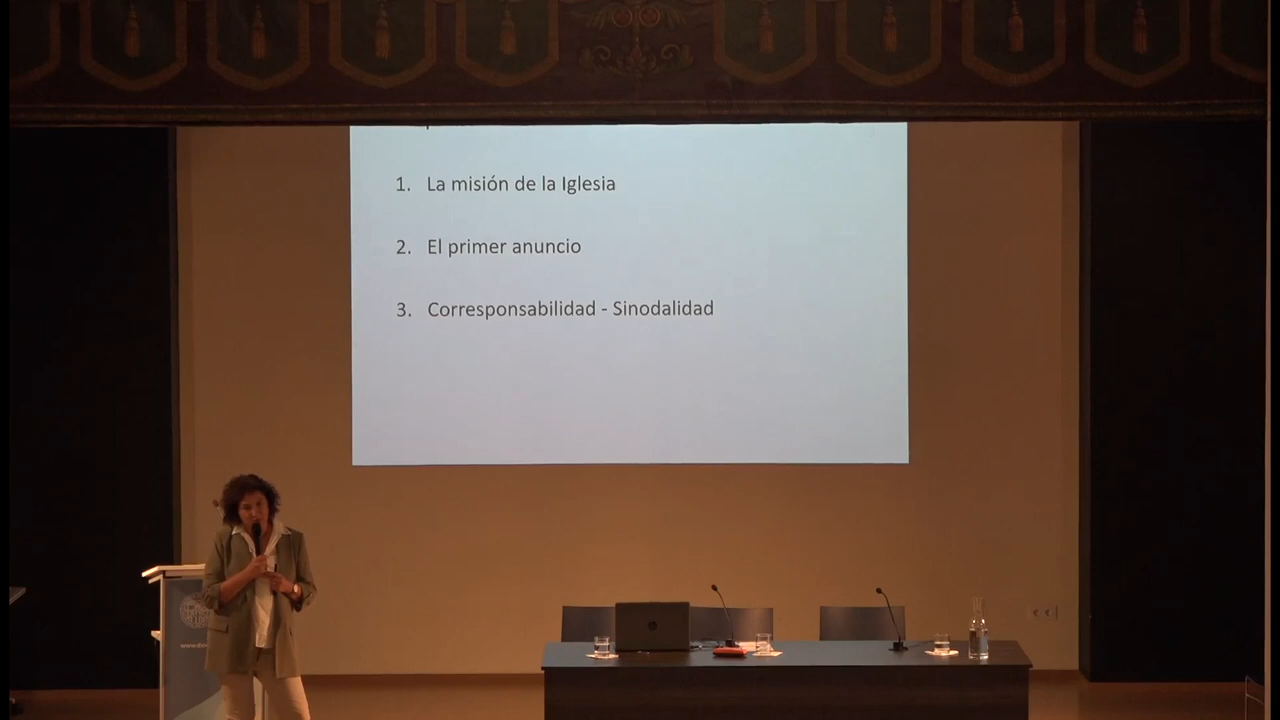 1. La misión de la Iglesia
2. El primer anuncio
3. Corresponsabilidad - Sinodalidad